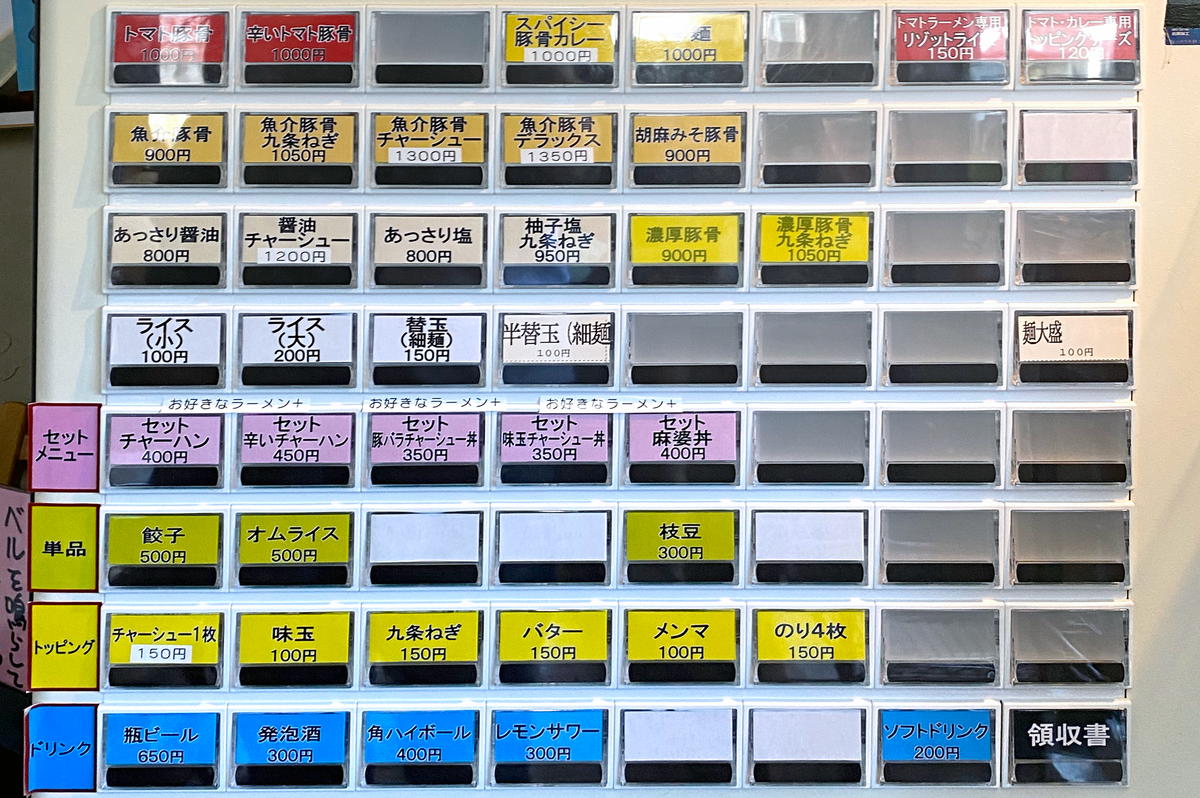 トマト豚骨
1000円
辛いトマト豚骨
1000円
スパイシー
豚骨カレー
1000円
麺
1000円
トマトラーメン専用
リゾットライス
150円
トマト・カレー専用
トッピングチーズ
120円
魚介豚骨
900円
魚介豚骨
九条ねぎ
1050円
魚介豚骨
チャーシュー
1300円
魚介豚骨
デラックス
1350円
胡麻みそ豚骨
900円
あっさり醤油
800円
醤油
チャーシュー
1200円
あっさり塩
800円
柚子塩
九条ねぎ
950円
濃厚豚骨
900円
濃厚豚骨
九条ねぎ
1050円
ライス
（小）
100円
ライス
（大）
200円
替玉
（細麺）
150円
半替玉（細麺
100円
麺大盛
100円
お好きなラーメン＋
お好きなラーメン＋
お好きなラーメン＋
セット
メニュー
セット
チャーハン
400円
セット
辛いチャーハン
450円
セット
豚バラチャーシュー丼
350円
セット
味玉チャーシュー丼
350円
セット
麻婆丼
400円
単品
餃子
500円
オムライス
500円
枝豆
300円
トッピング
チャーシュー1枚
150円
味玉
100円
九条ねぎ
150円
バター
150円
メンマ
100円
のり4枚
150円
ドリンク
瓶ビール
650円
発泡酒
300円
角ハイボール
400円
レモンサワー
300円
ソフトドリンク
200円
領収書
ベルを鳴らして